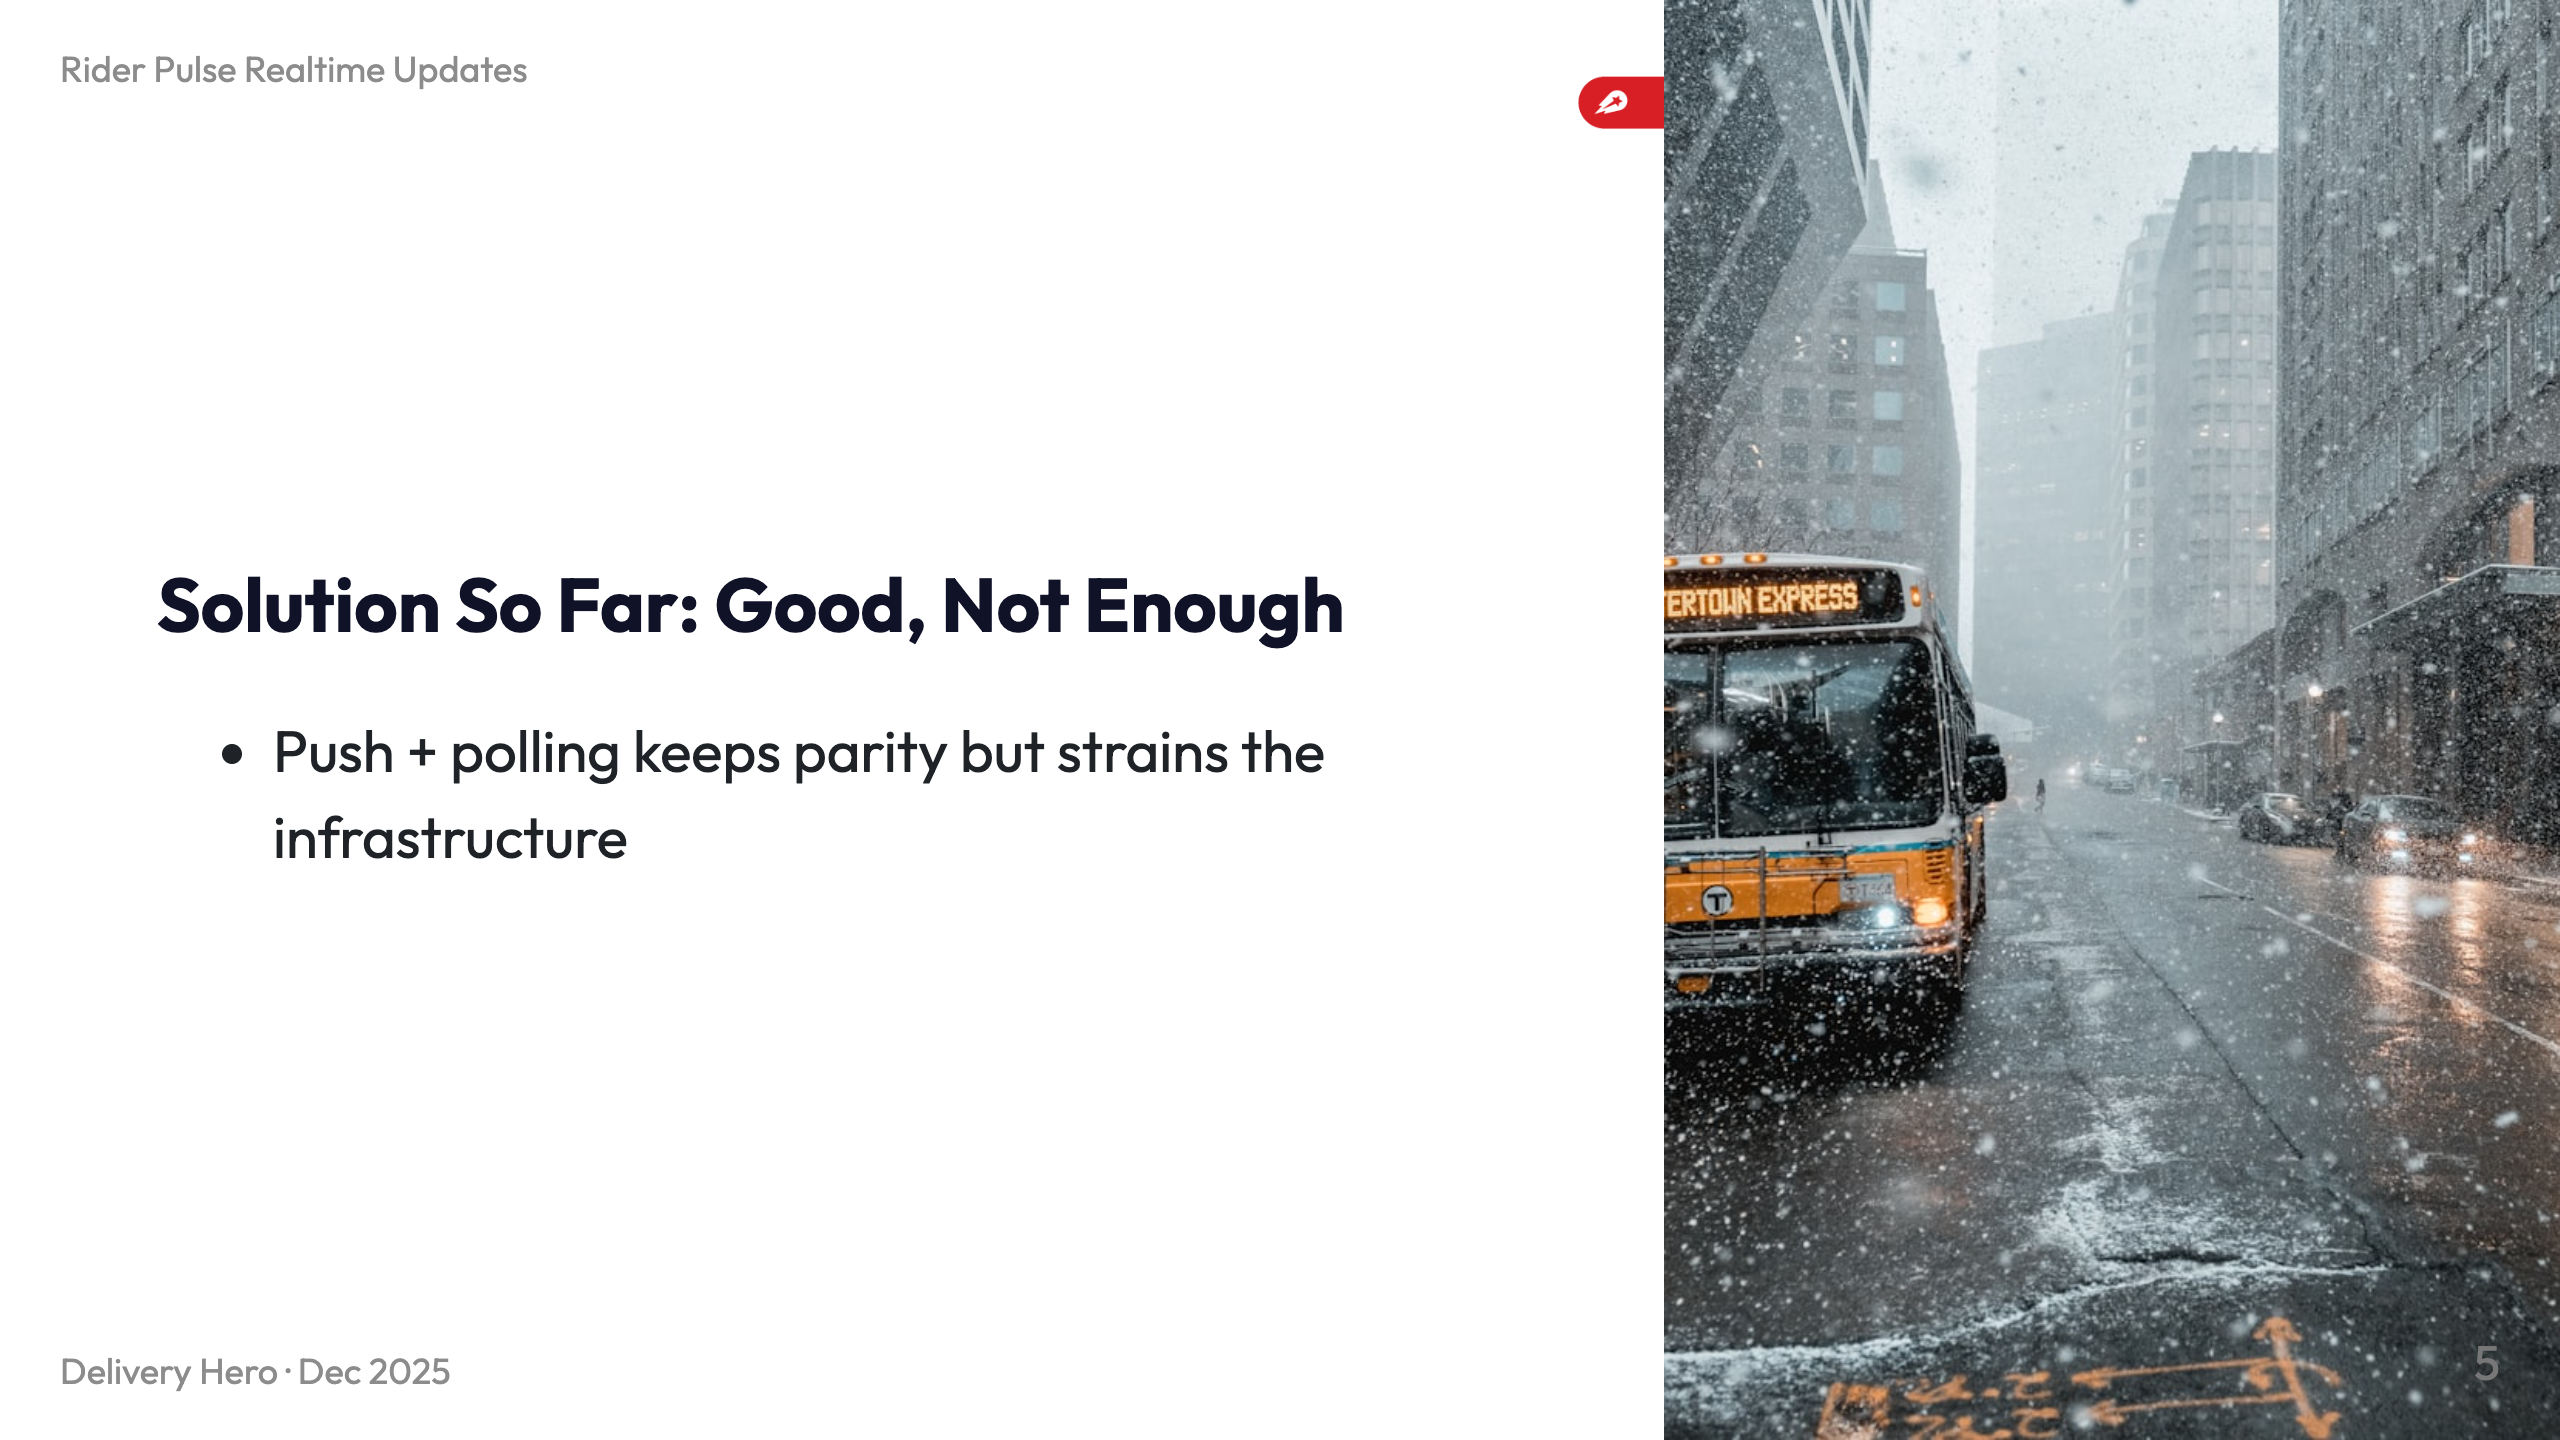 Rider Pulse Realtime Updates
Solution So Far: Good, Not Enough
• Push + polling keeps parity but strains the
infrastructure
ERTOWN EXPRESS
T
Delivery Hero · Dec 2025
5